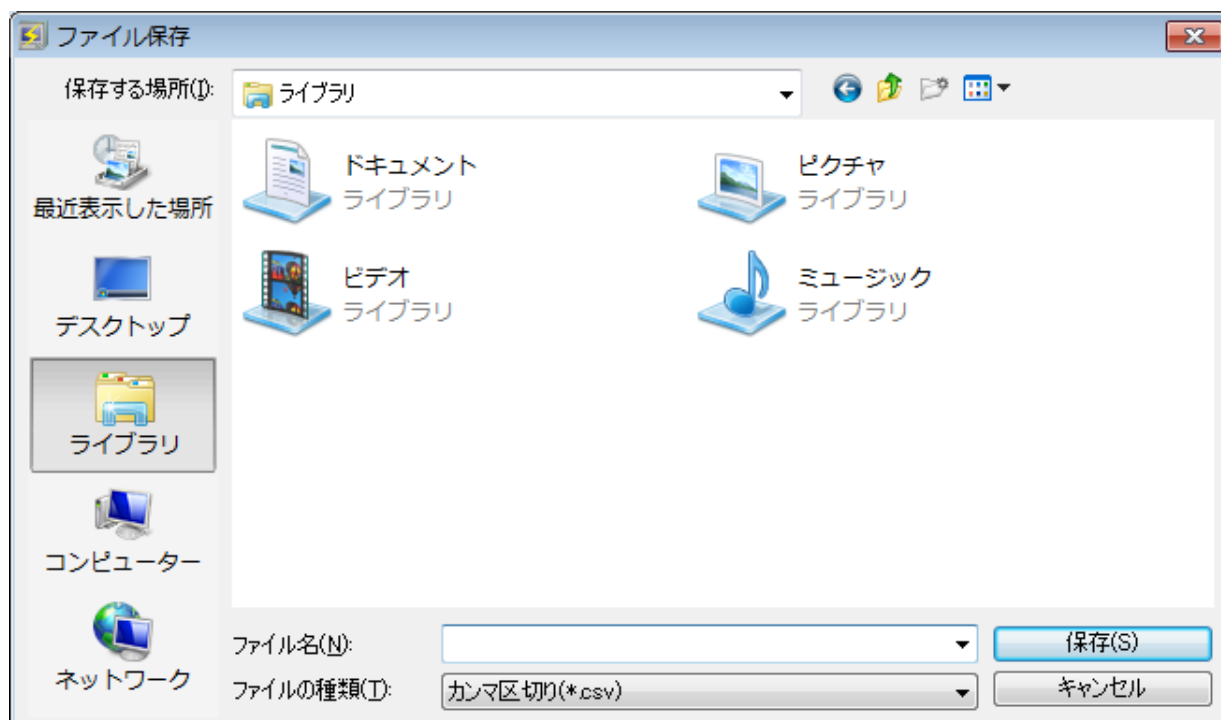 ファイル保存
保存する場所(I):
ライブラリ
最近表示した場所
デスクトップ
ライブラリ
コンピューター
ネットワーク
ドキュメント
ライブラリ
ピクチャ
ライブラリ
ビデオ
ライブラリ
ミュージック
ライブラリ
ファイル名(N):
保存(S)
ファイルの種類(T):
カンマ区切り(*.csv)
キャンセル